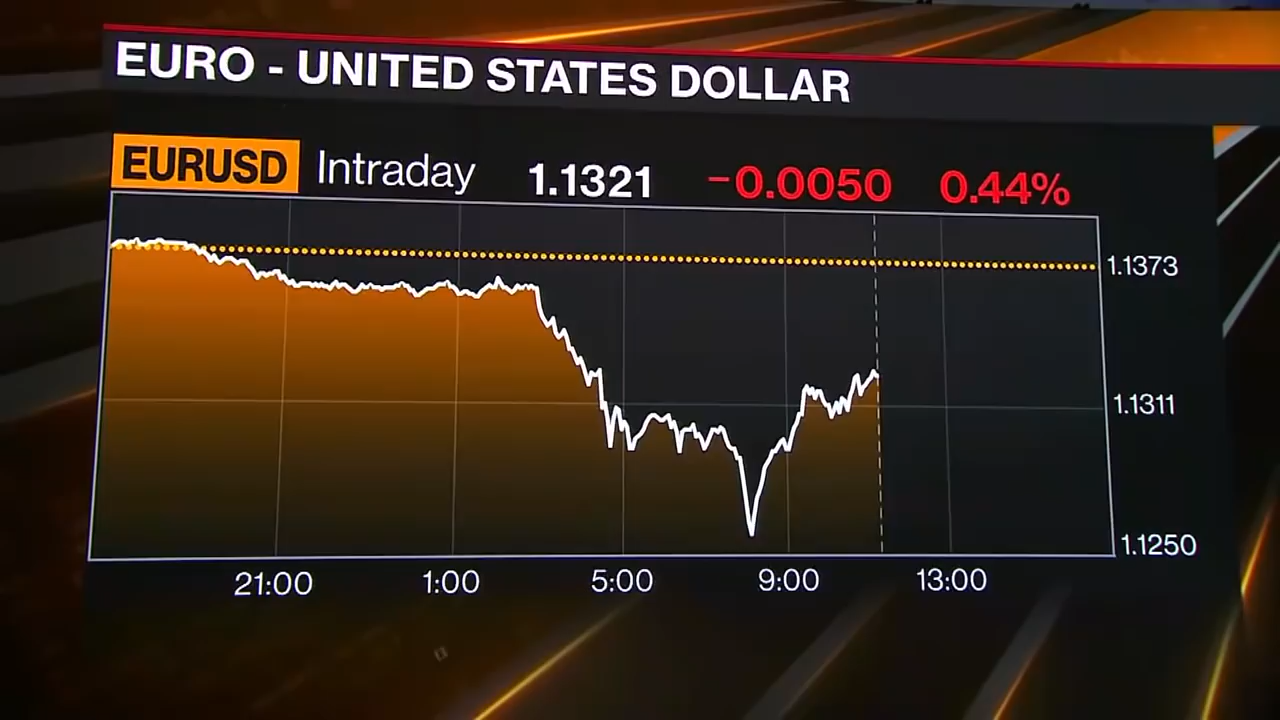 EURO - UNITED STATES DOLLAR
EURUSD Intraday 1.1321 -0.0050 0.44%
1.1373
1.1311
1.1250
21:00 1:00 5:00 9:00 13:00